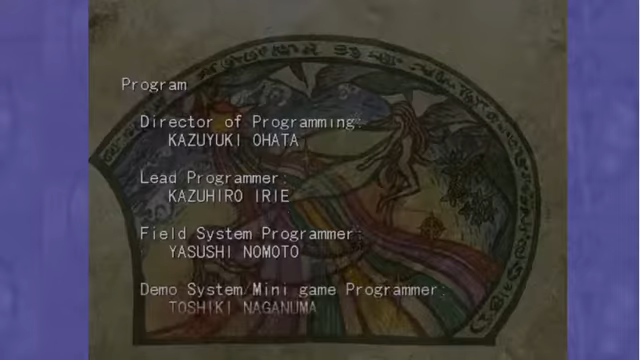 Program
Director of Programming:
KAZUYUKI OHATA
Lead Programmer:
KAZUHIRO IRIE
Field System Programmer:
YASUSHI NOMOTO
Demo System/Mini game Programmer:
TOSHIKI NAGANUMA